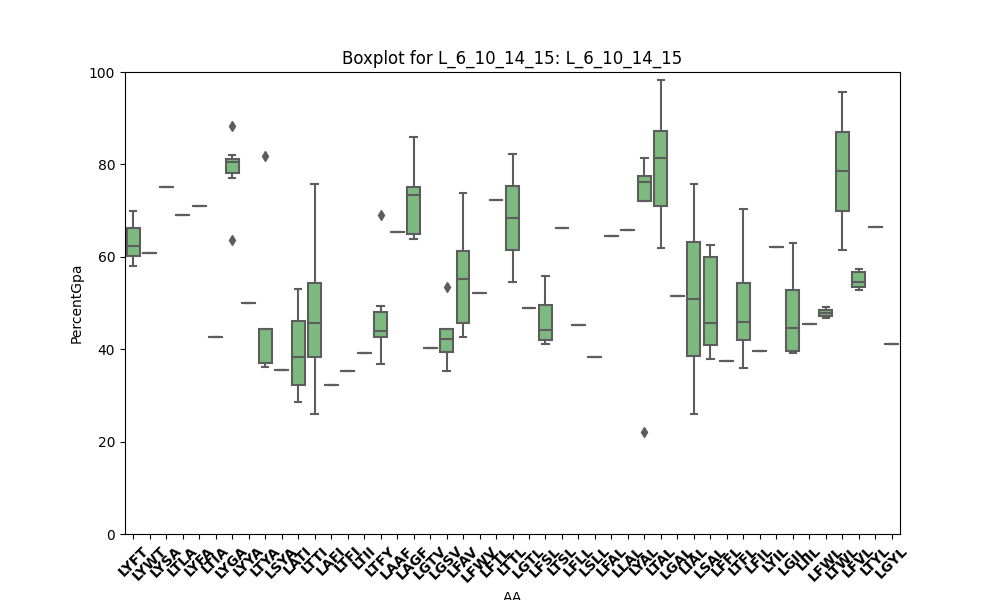 Boxplot for L_6_10_14_15: L_6_10_14_15
100
80
60
40
20
0
PercentGpa
LYFT
LYWT
LYSA
LTLA
LYFA
LTIA
LYGA
LYYA
LTYA
LSYA
LATI
LTTI
LAFI
LTFI
LTII
LTFY
LAAF
LAGF
LGTV
LGSV
LFAV
LFWV
LFTL
LTTL
LGTL
LFSL
LTSL
LFLL
LSLL
LFAL
LLAL
LYAL
LTAL
LGAL
LIAL
LSAL
LFFL
LTFL
LFIL
LYIL
LGIL
LIIL
LFWL
LTWL
LFVL
LTYL
LGYL
AA